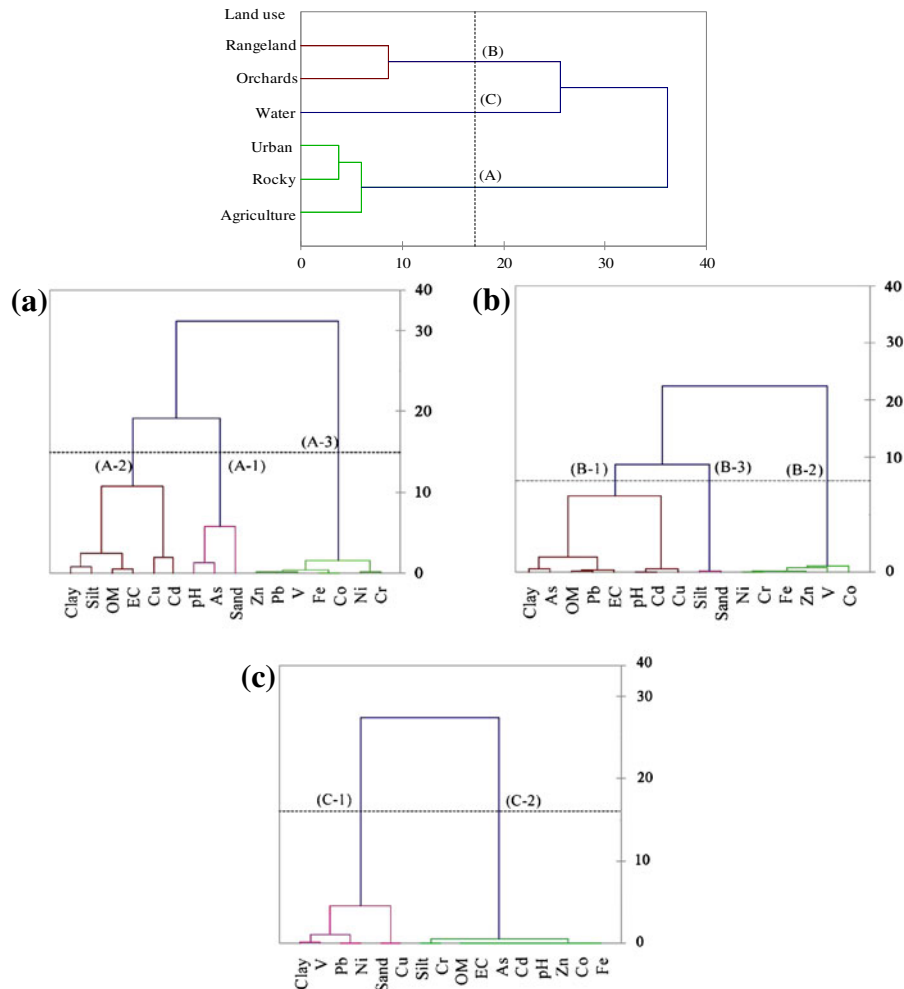 Land use
Rangeland
(B)
Orchards
Water
(C)
Urban
Rocky
(A)
Agriculture
0 10 20 30 40
(a)
40
30
20
10
0
(A-2) (A-1) (A-3)
Clay Silt OM EC Cu Cd pH As Sand Zn Pb V Fe Co Ni Cr
(b)
40
30
20
10
0
(B-1) (B-3) (B-2)
Clay As OM Pb EC pH Cd Cu Silt Sand Ni Cr Fe Zn V Co
(c)
40
30
20
10
0
(C-1) (C-2)
Clay V Pb Ni Sand Cu Silt Cr OM EC As Cd pH Zn Co Fe